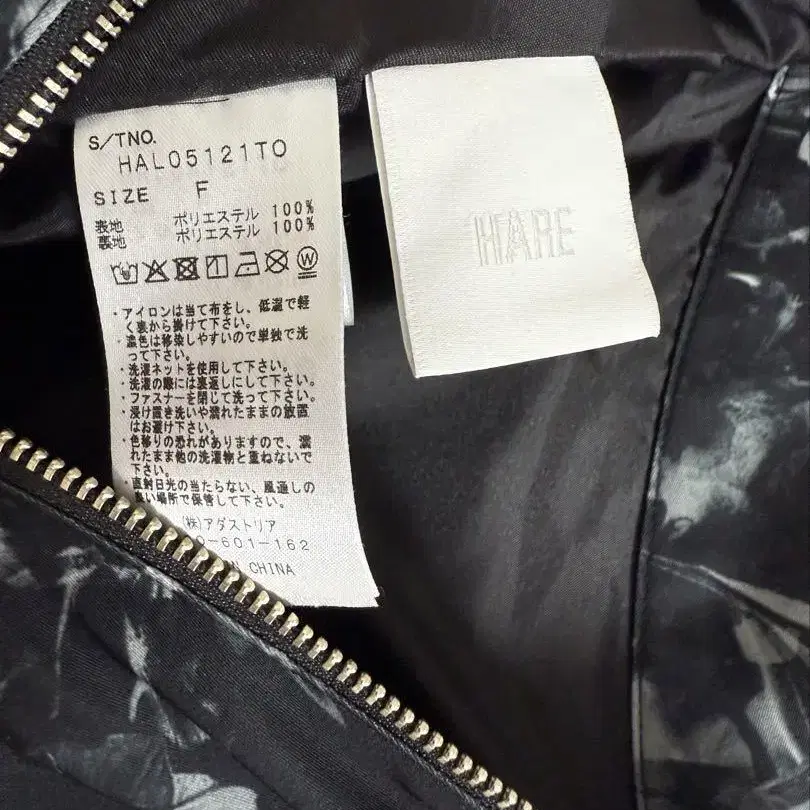 S/TNO.
HAL05121TO
SIZE F
表地 ポリエステル 100%
裏地 ポリエステル 100%
W
・アイロンは当て布をし、低温で軽
く裏から掛けて下さい。
・濃色は移染しやすいので単独で洗
って下さい。
・洗濯ネットを使用して下さい。
・洗濯の際には裏返しにして下さい。
・ファスナーを閉じて洗って下さい。
・浸け置き洗いや濡れたままの放置
はお避け下さい。
・色移りの恐れがありますので、濡
れたまま他の洗濯物と重ねないで
下さい。
・直射日光の当たらない、風通しの
良い場所で保管して下さい。
(株)アダストリア
0-601-162
N CHINA
HARE